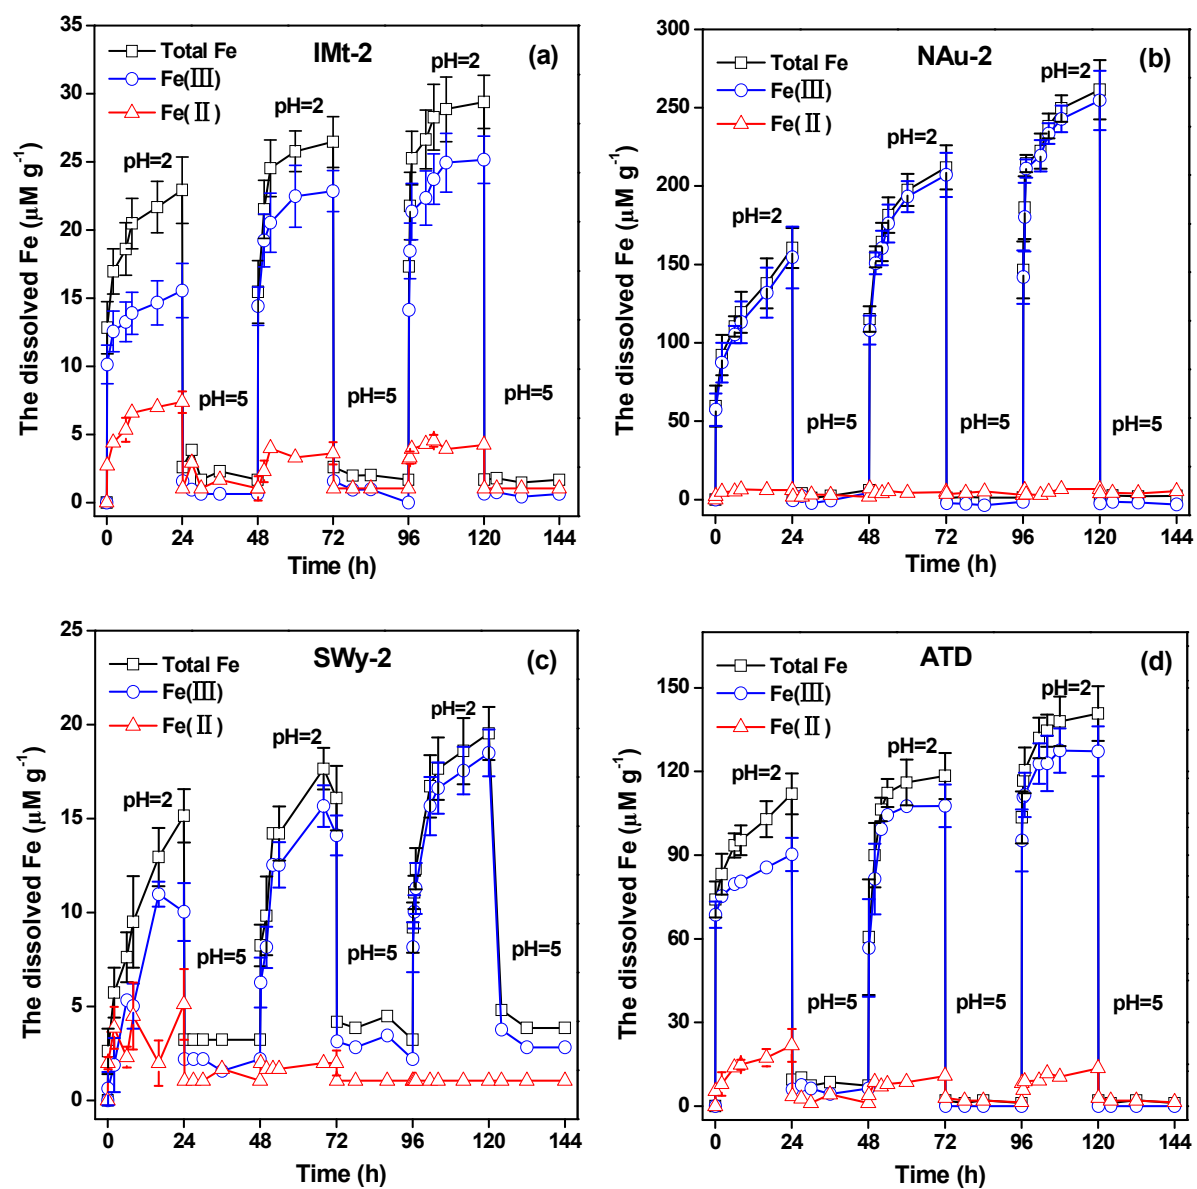 IMt-2
(a)
Total Fe
Fe(Ⅲ)
Fe(Ⅱ)
pH=2
pH=2
pH=2
pH=5
pH=5
pH=5
35
30
25
20
15
10
5
0
The dissolved Fe (μM g⁻¹)
0 24 48 72 96 120 144
Time (h)
NAu-2
(b)
Total Fe
Fe(Ⅲ)
Fe(Ⅱ)
pH=2
pH=2
pH=2
pH=5
pH=5
pH=5
300
250
200
150
100
50
0
The dissolved Fe (μM g⁻¹)
0 24 48 72 96 120 144
Time (h)
SWy-2
(c)
Total Fe
Fe(Ⅲ)
Fe(Ⅱ)
pH=2
pH=2
pH=2
pH=5
pH=5
pH=5
25
20
15
10
5
0
The dissolved Fe (μM g⁻¹)
0 24 48 72 96 120 144
Time (h)
ATD
(d)
Total Fe
Fe(Ⅲ)
Fe(Ⅱ)
pH=2
pH=2
pH=2
pH=5
pH=5
pH=5
150
120
90
60
30
0
The dissolved Fe (μM g⁻¹)
0 24 48 72 96 120 144
Time (h)